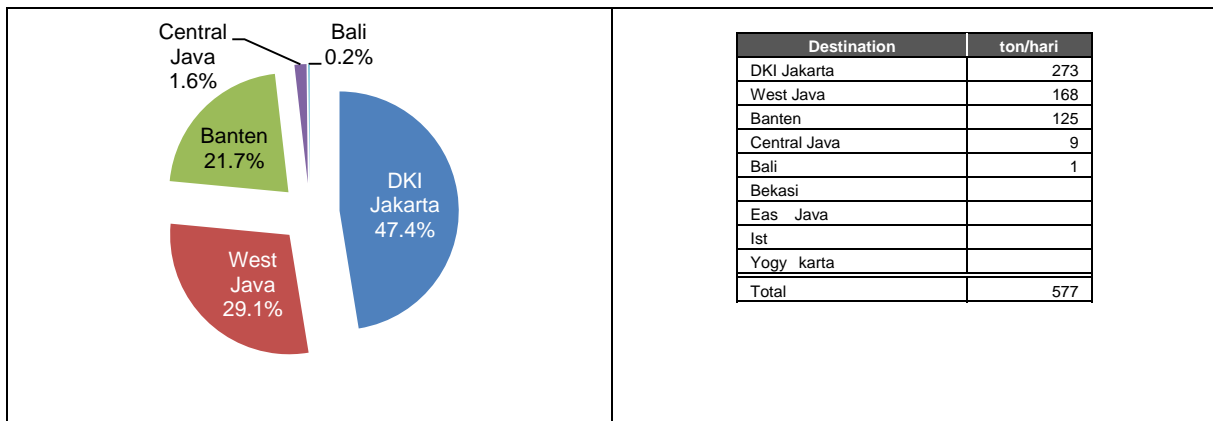 Central
Java
1.6%
Bali
0.2%
Banten
21.7%
DKI
Jakarta
47.4%
West
Java
29.1%
Destination ton/hari
DKI Jakarta 273
West Java 168
Banten 125
Central Java 9
Bali 1
Bekasi
Eas Java
Ist
Yogy karta
Total 577